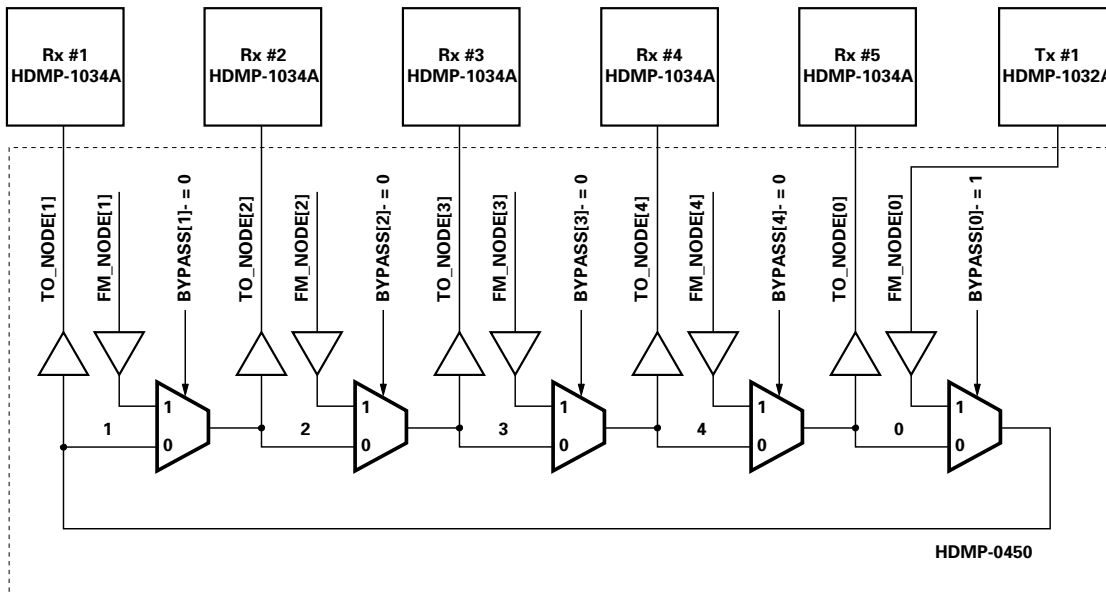 Rx #1
HDMP-1034A
Rx #2
HDMP-1034A
Rx #3
HDMP-1034A
Rx #4
HDMP-1034A
Rx #5
HDMP-1034A
Tx #1
HDMP-1032A
TO_NODE[1]
FM_NODE[1]
BYPASS[1]- = 0
TO_NODE[2]
FM_NODE[2]
BYPASS[2]- = 0
TO_NODE[3]
FM_NODE[3]
BYPASS[3]- = 0
TO_NODE[4]
FM_NODE[4]
BYPASS[4]- = 0
TO_NODE[0]
FM_NODE[0]
BYPASS[0]- = 1
1
1
0
2
1
0
3
1
0
4
1
0
0
1
0
HDMP-0450